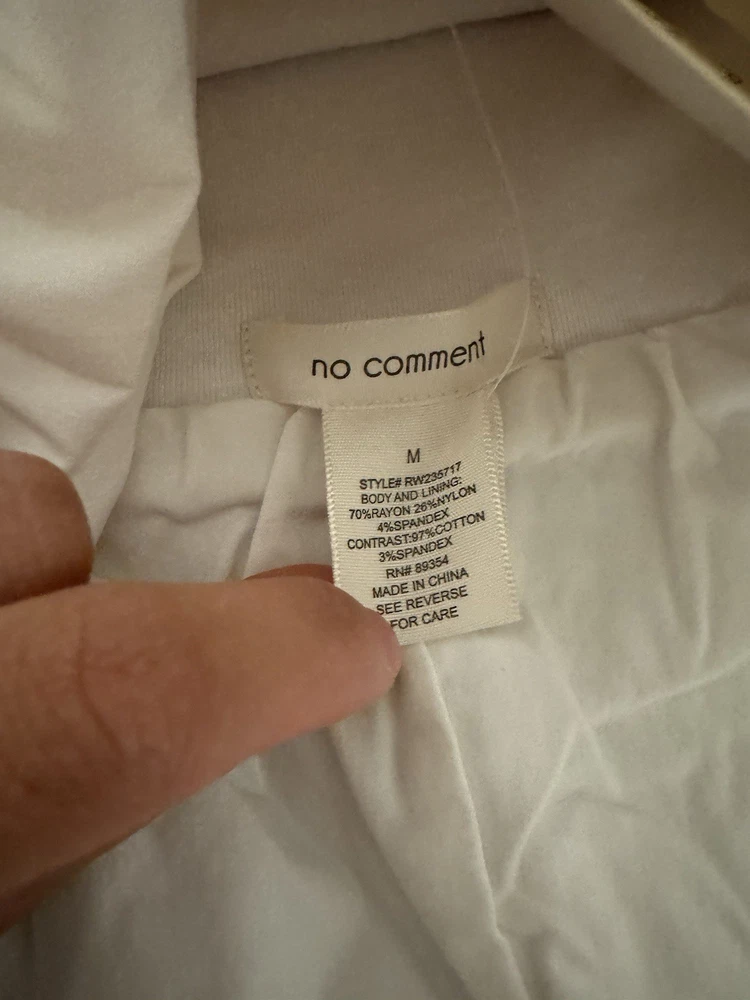 no comment
M
STYLE# RW235717
BODY AND LINING:
70%RAYON 26%NYLON
4%SPANDEX
CONTRAST:97%COTTON
3%SPANDEX
RN# 89354
MADE IN CHINA
SEE REVERSE
FOR CARE